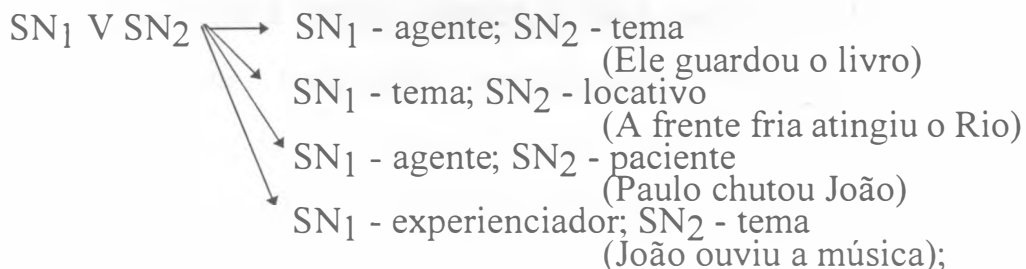 SN1 V SN2 SN1 - agente; SN2 - tema
(Ele guardou o livro)
SN1 - tema; SN2 - locativo
(A frente fria atingiu o Rio)
SN1 - agente; SN2 - paciente
(Paulo chutou João)
SN1 - experienciador; SN2 - tema
(João ouviu a música);